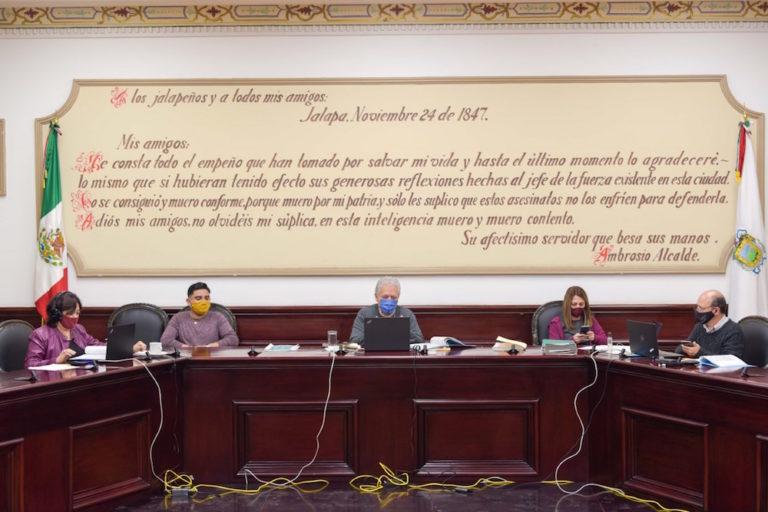 A los jalapeños y a todos mis amigos:
Jalapa, Noviembre 24 de 1847.
Mis amigos:
Me consta todo el empeño que han tomado por salvar mi vida y hasta el último momento lo agradeceré, ~
lo mismo que si hubieran tenido efecto sus generosas reflexiones hechas al jefe de la fuerza existente en esta ciudad.
No se consiguió y muero conforme, porque muero por mi patria, y sólo les suplico que estos asesinatos no los enfríen para defenderla.
Adiós mis amigos, no olvidéis mi súplica, en esta inteligencia muero y muero contento.
Su afectísimo servidor que besa sus manos.
Ambrosio Alcalde.